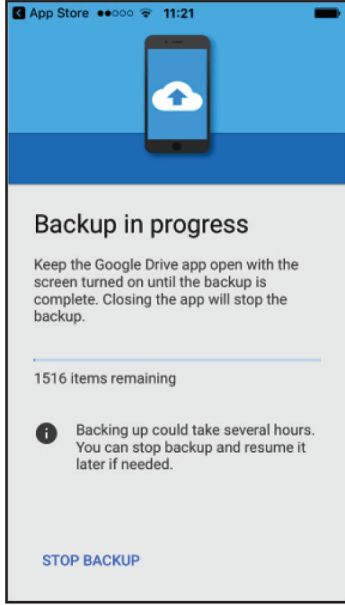 App Store 11:21
Backup in progress
Keep the Google Drive app open with the
screen turned on until the backup is
complete. Closing the app will stop the
backup.
1516 items remaining
Backing up could take several hours.
You can stop backup and resume it
later if needed.
STOP BACKUP